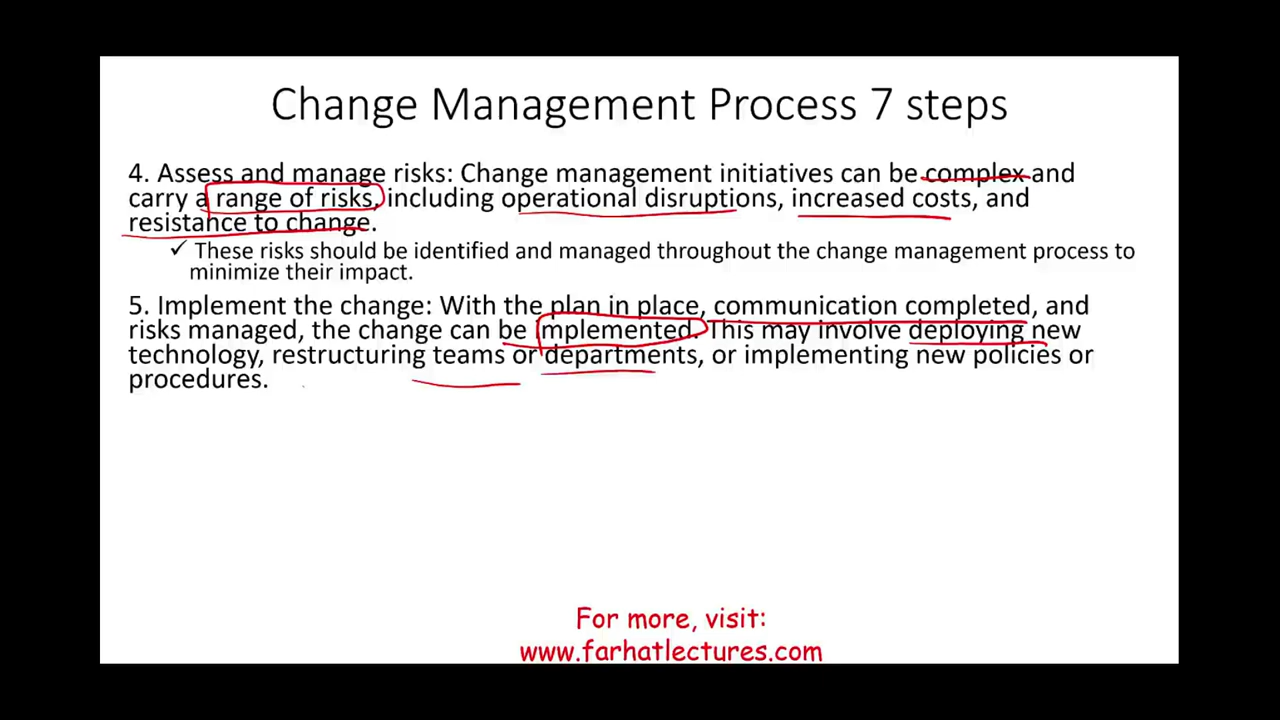 Change Management Process 7 steps
4. Assess and manage risks: Change management initiatives can be complex and
carry a range of risks, including operational disruptions, increased costs, and
resistance to change.
✓ These risks should be identified and managed throughout the change management process to
minimize their impact.
5. Implement the change: With the plan in place, communication completed, and
risks managed, the change can be implemented. This may involve deploying new
technology, restructuring teams or departments, or implementing new policies or
procedures.
For more, visit:
www.farhatlectures.com